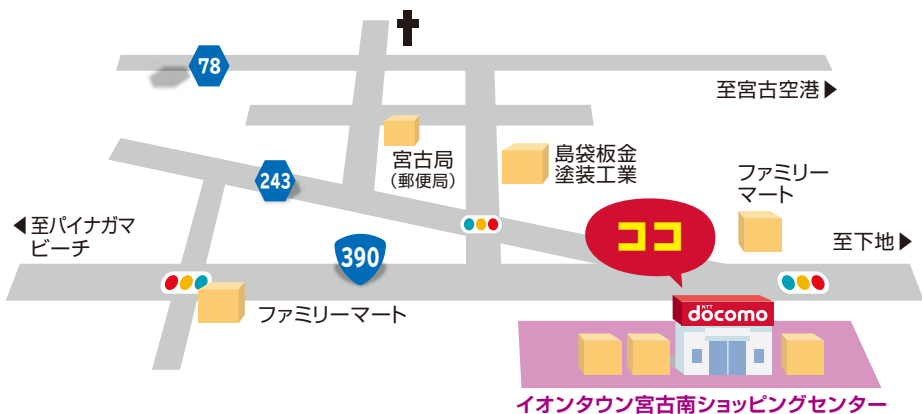 78
至宮古空港▶
宮古局
（郵便局）
島袋板金
塗装工業
ファミリー
マート
243
◀至パイナガマ
ビーチ
ココ
至下地▶
390
ファミリーマート
NTT
döcomo
イオンタウン宮古南ショッピングセンター